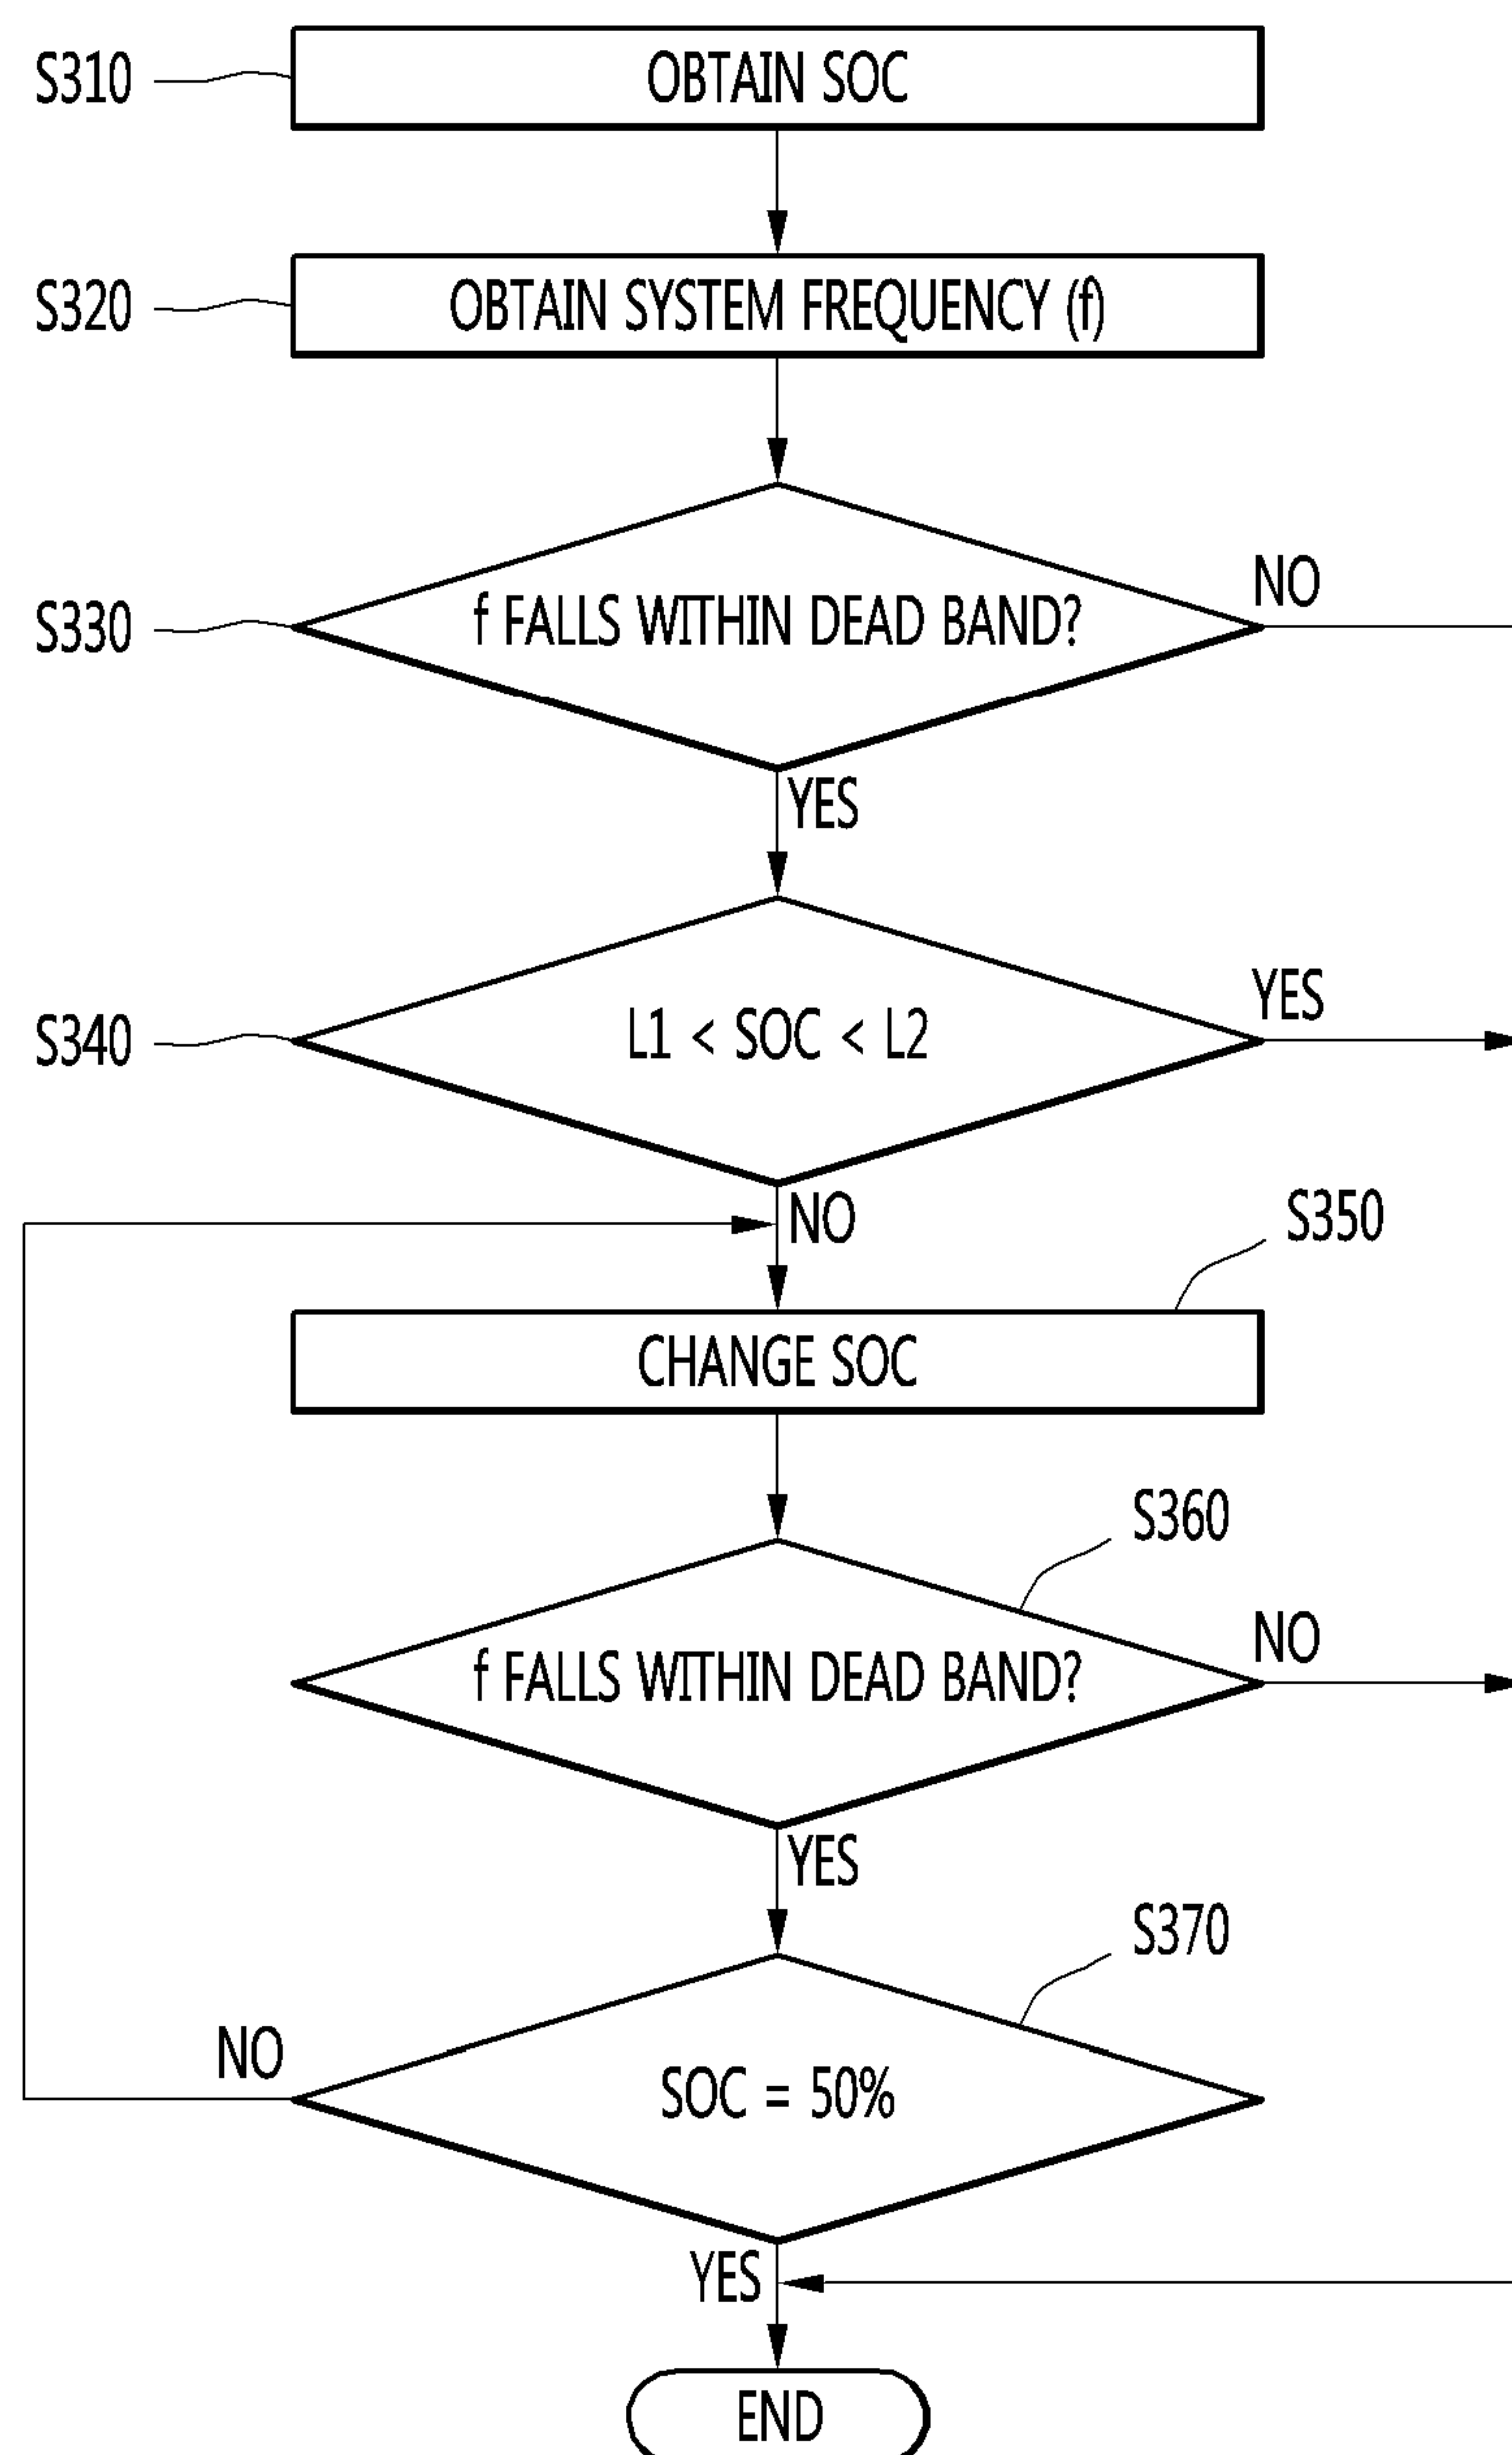 S310
OBTAIN SOC
S320
OBTAIN SYSTEM FREQUENCY (f)
S330
f FALLS WITHIN DEAD BAND?
NO
YES
S340
L1 < SOC < L2
YES
NO
S350
CHANGE SOC
S360
f FALLS WITHIN DEAD BAND?
NO
YES
S370
SOC = 50%
NO
YES
END